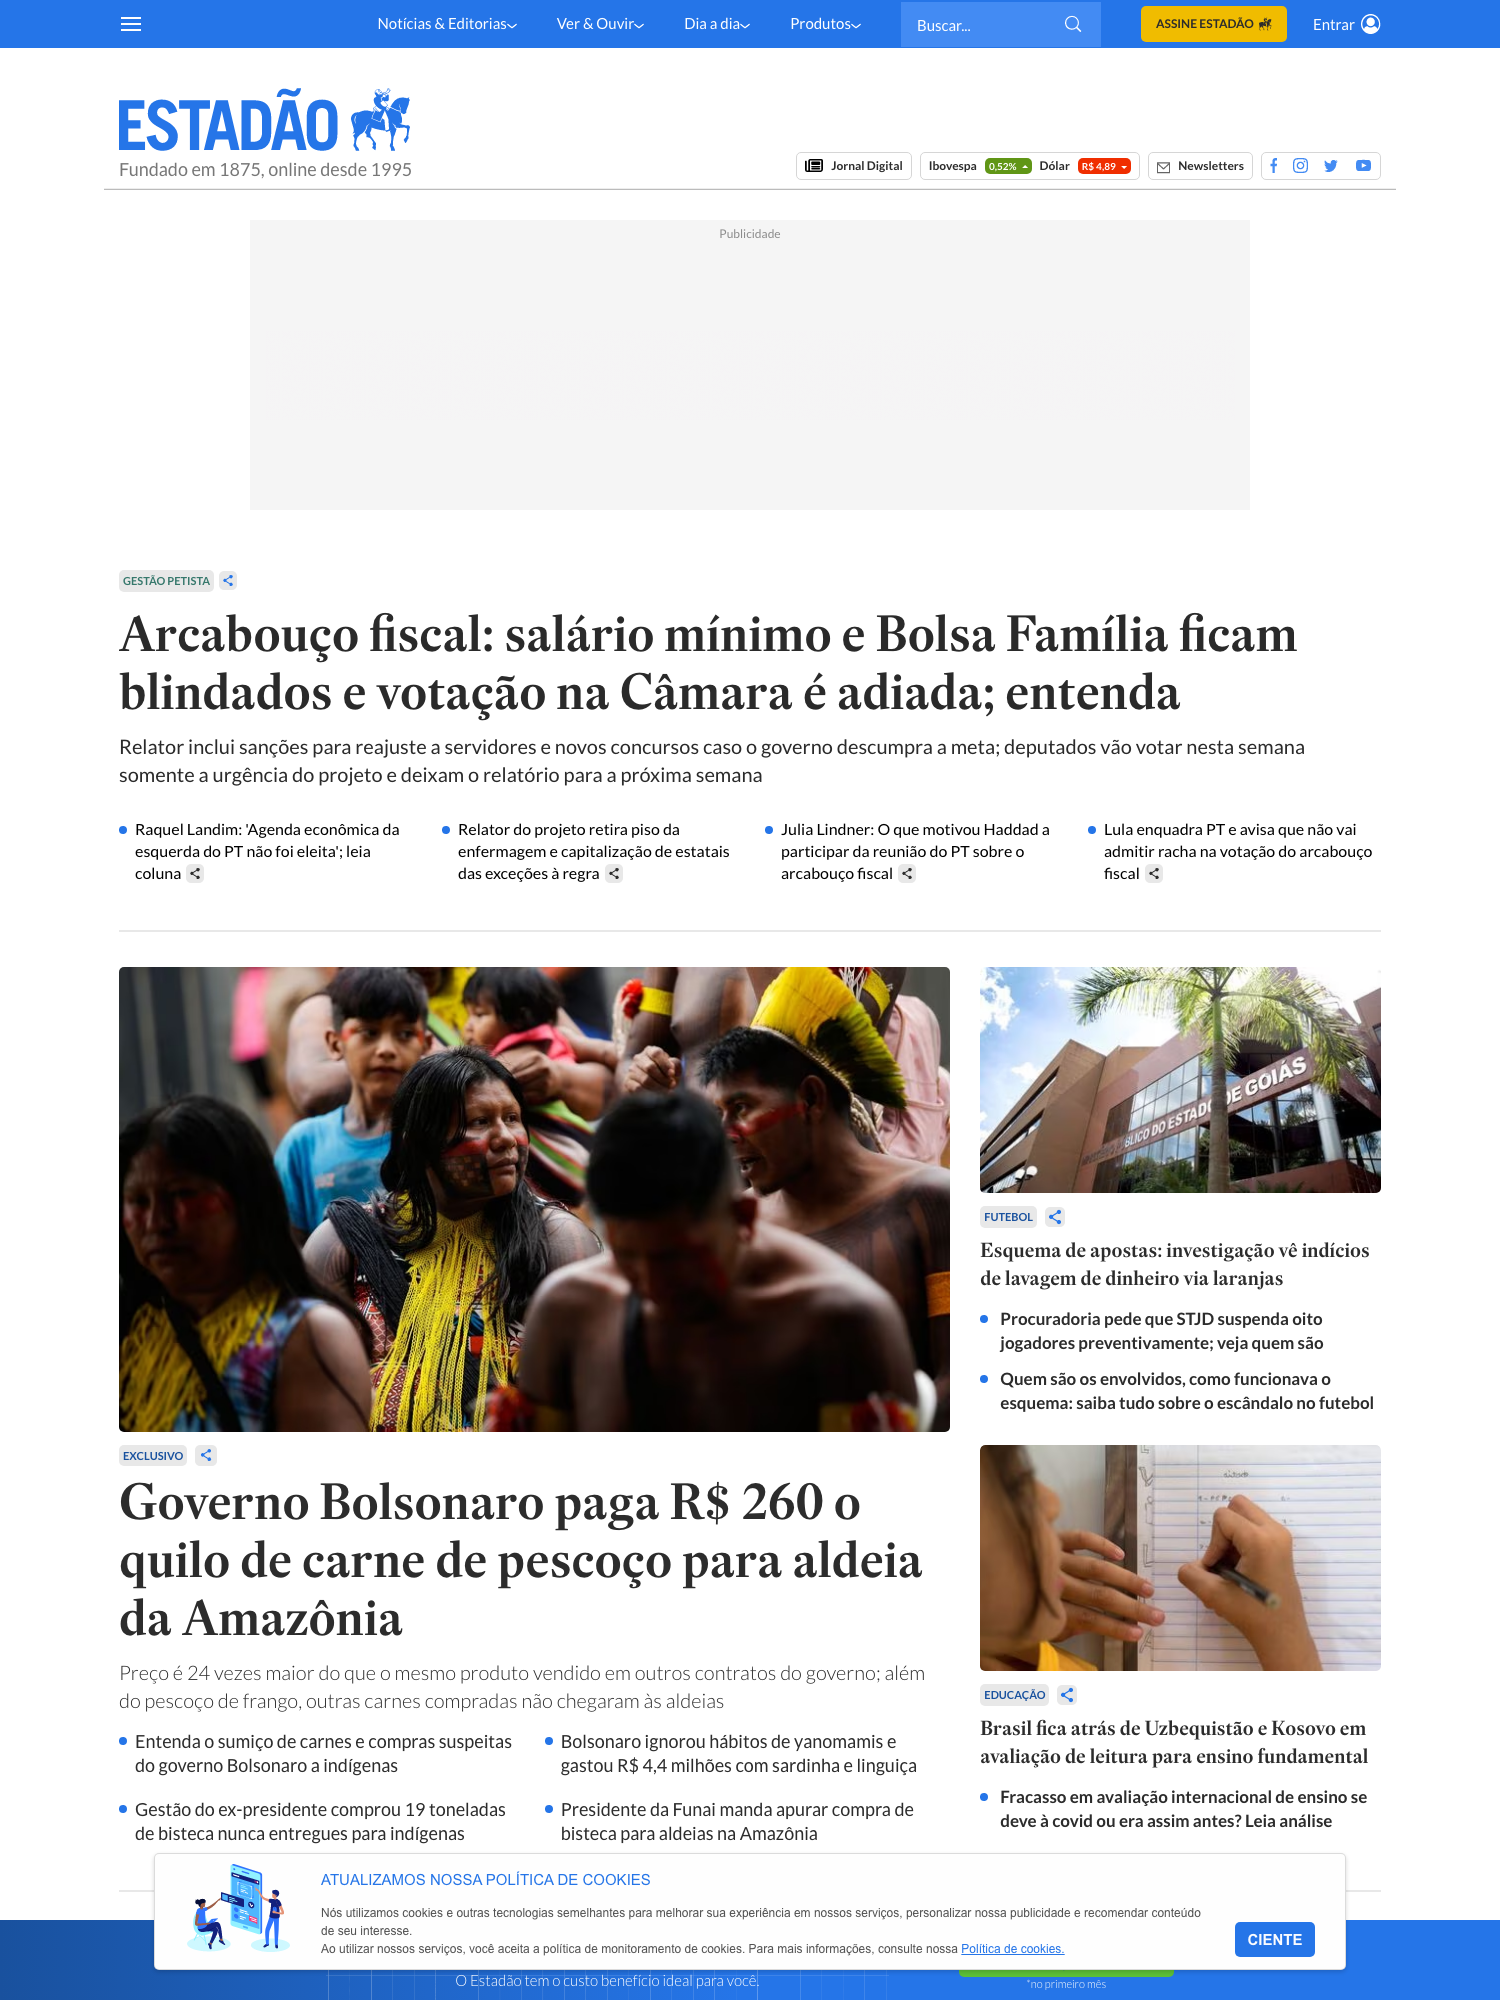 Notícias & Editorias
Ver & Ouvir
Dia a dia
Produtos
Buscar...
ASSINE ESTADÃO
Entrar
ESTADÃO
Fundado em 1875, online desde 1995
Jornal Digital
Ibovespa 0,52% Dólar R$ 4,89
Newsletters
Publicidade
GESTÃO PETISTA
Arcabouço fiscal: salário mínimo e Bolsa Família ficam
blindados e votação na Câmara é adiada; entenda
Relator inclui sanções para reajuste a servidores e novos concursos caso o governo descumpra a meta; deputados vão votar nesta semana
somente a urgência do projeto e deixam o relatório para a próxima semana
Raquel Landim: 'Agenda econômica da
esquerda do PT não foi eleita'; leia
coluna
Relator do projeto retira piso da
enfermagem e capitalização de estatais
das exceções à regra
Julia Lindner: O que motivou Haddad a
participar da reunião do PT sobre o
arcabouço fiscal
Lula enquadra PT e avisa que não vai
admitir racha na votação do arcabouço
fiscal
EXCLUSIVO
Governo Bolsonaro paga R$ 260 o
quilo de carne de pescoço para aldeia
da Amazônia
Preço é 24 vezes maior do que o mesmo produto vendido em outros contratos do governo; além
do pescoço de frango, outras carnes compradas não chegaram às aldeias
Entenda o sumiço de carnes e compras suspeitas
do governo Bolsonaro a indígenas
Bolsonaro ignorou hábitos de yanomamis e
gastou R$ 4,4 milhões com sardinha e linguiça
Gestão do ex-presidente comprou 19 toneladas
de bisteca nunca entregues para indígenas
Presidente da Funai manda apurar compra de
bisteca para aldeias na Amazônia
BLICO DO ESTADO DE GOIÁS
FUTEBOL
Esquema de apostas: investigação vê indícios
de lavagem de dinheiro via laranjas
Procuradoria pede que STJD suspenda oito
jogadores preventivamente; veja quem são
Quem são os envolvidos, como funcionava o
esquema: saiba tudo sobre o escândalo no futebol
EDUCAÇÃO
Brasil fica atrás de Uzbequistão e Kosovo em
avaliação de leitura para ensino fundamental
Fracasso em avaliação internacional de ensino se
deve à covid ou era assim antes? Leia análise
ATUALIZAMOS NOSSA POLÍTICA DE COOKIES
Nós utilizamos cookies e outras tecnologias semelhantes para melhorar sua experiência em nossos serviços, personalizar nossa publicidade e recomendar conteúdo
de seu interesse.
Ao utilizar nossos serviços, você aceita a política de monitoramento de cookies. Para mais informações, consulte nossa Política de cookies.
CIENTE
O Estadão tem o custo benefício ideal para você.
*no primeiro mês